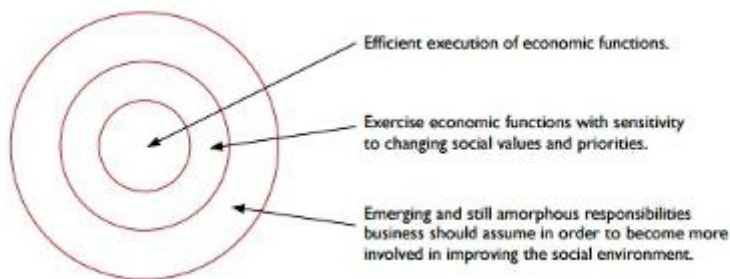 Efficient execution of economic functions.
Exercise economic functions with sensitivity
to changing social values and priorities.
Emerging and still amorphous responsibilities
business should assume in order to become more
involved in improving the social environment.